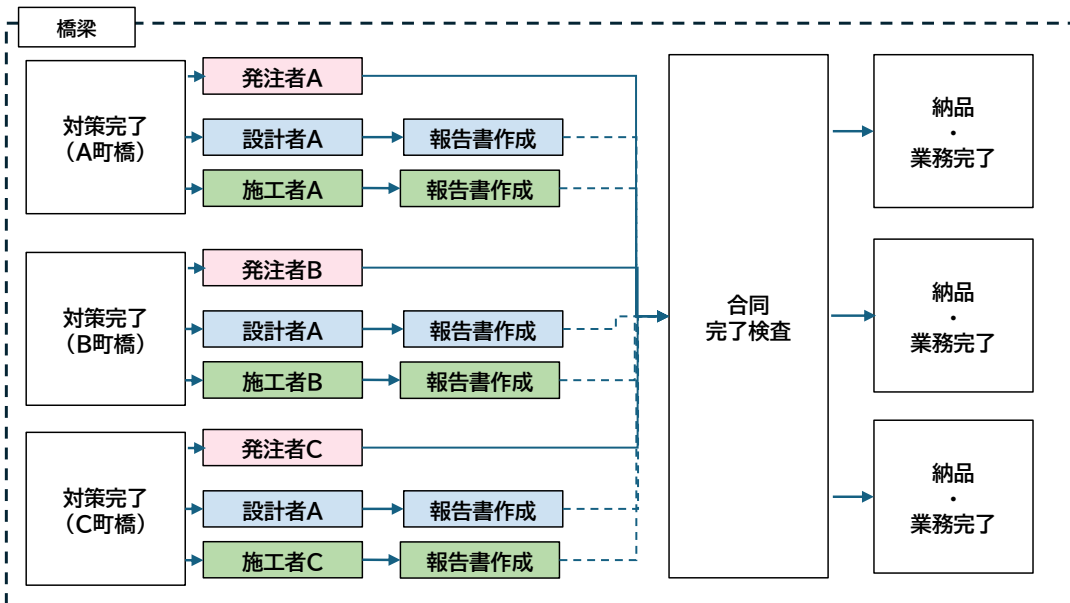 橋梁
対策完了
（A町橋）
発注者A
設計者A
報告書作成
施工者A
報告書作成
対策完了
（B町橋）
発注者B
設計者A
報告書作成
施工者B
報告書作成
対策完了
（C町橋）
発注者C
設計者A
報告書作成
施工者C
報告書作成
合同
完了検査
納品
・
業務完了
納品
・
業務完了
納品
・
業務完了